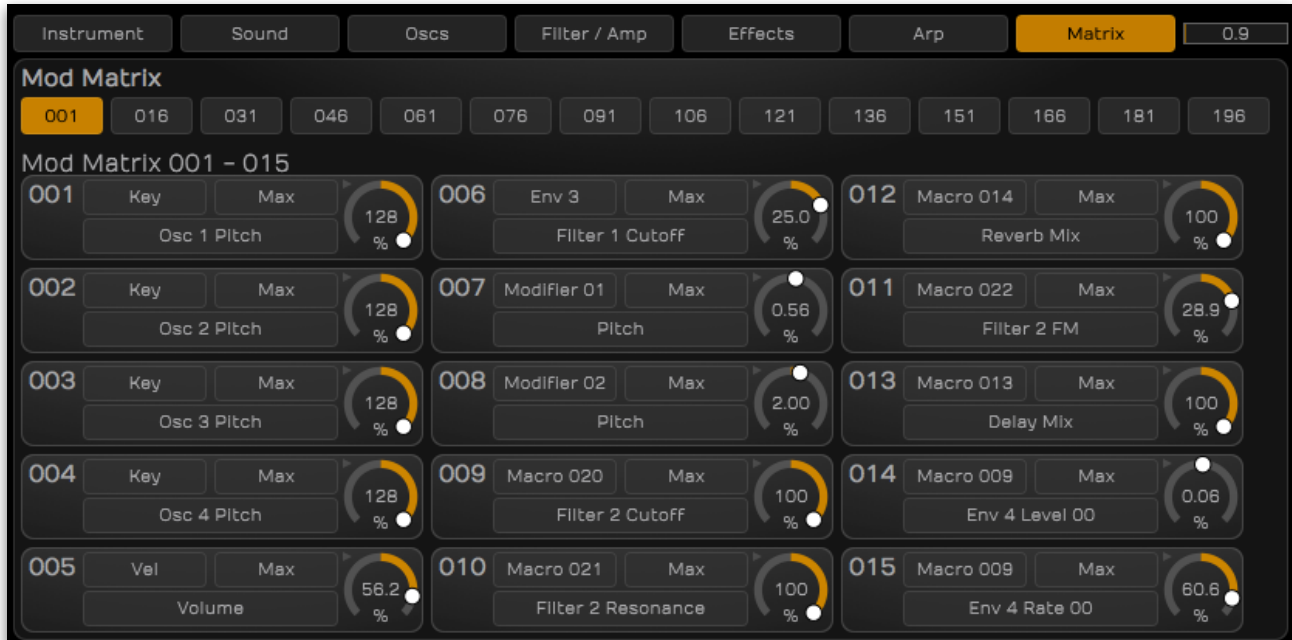 Instrument Sound Oscs Filter / Amp Effects Arp Matrix 0.9
Mod Matrix
001 016 031 046 061 076 091 106 121 136 151 166 181 196
Mod Matrix 001 - 015
001 Key Max 128 %
Osc 1 Pitch
002 Key Max 128 %
Osc 2 Pitch
003 Key Max 128 %
Osc 3 Pitch
004 Key Max 128 %
Osc 4 Pitch
005 Vel Max 56.2 %
Volume
006 Env 3 Max 25.0 %
Filter 1 Cutoff
007 Modifier 01 Max 0.56 %
Pitch
008 Modifier 02 Max 2.00 %
Pitch
009 Macro 020 Max 100 %
Filter 2 Cutoff
010 Macro 021 Max 100 %
Filter 2 Resonance
012 Macro 014 Max 100 %
Reverb Mix
011 Macro 022 Max 28.9 %
Filter 2 FM
013 Macro 013 Max 100 %
Delay Mix
014 Macro 009 Max 0.06 %
Env 4 Level 00
015 Macro 009 Max 60.6 %
Env 4 Rate 00